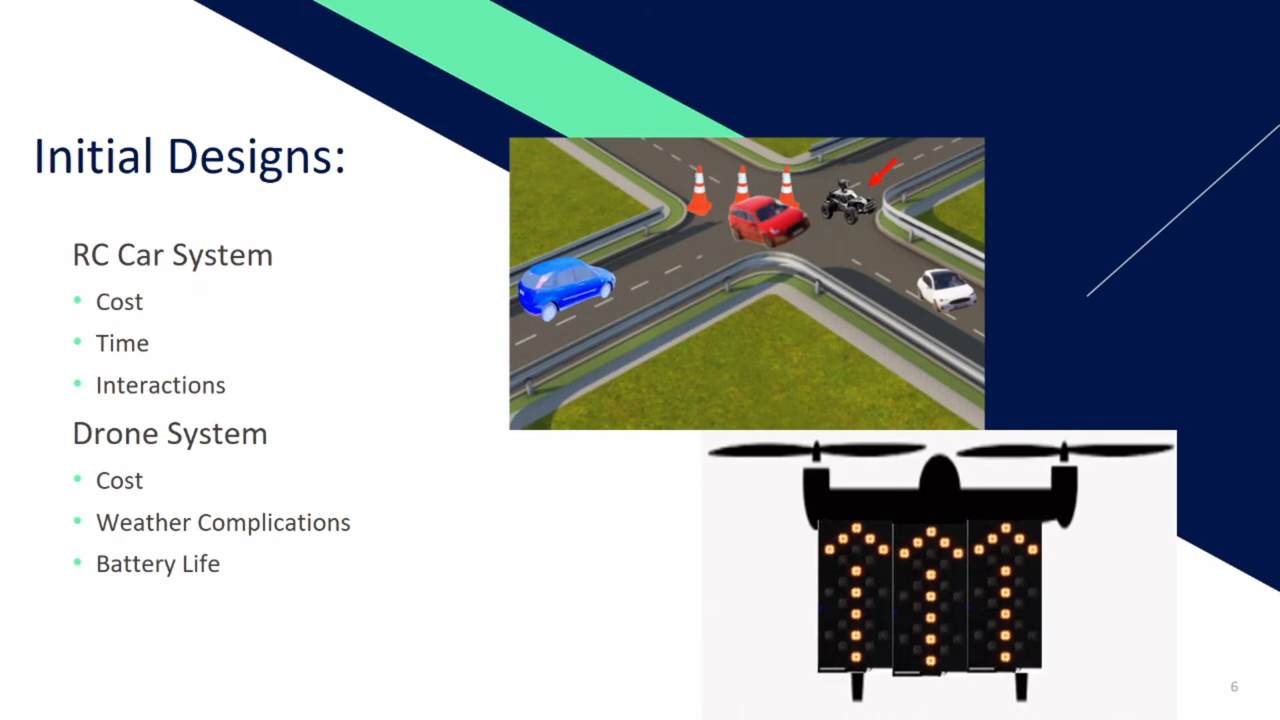 Initial Designs:
RC Car System
• Cost
• Time
• Interactions
Drone System
• Cost
• Weather Complications
• Battery Life
6